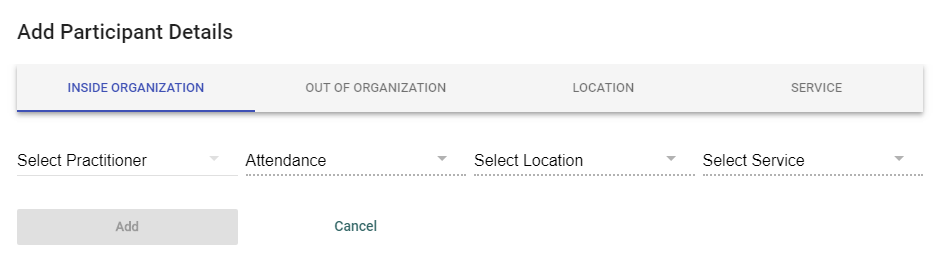 Add Participant Details
INSIDE ORGANIZATION OUT OF ORGANIZATION LOCATION SERVICE
Select Practitioner Attendance Select Location Select Service
Add Cancel